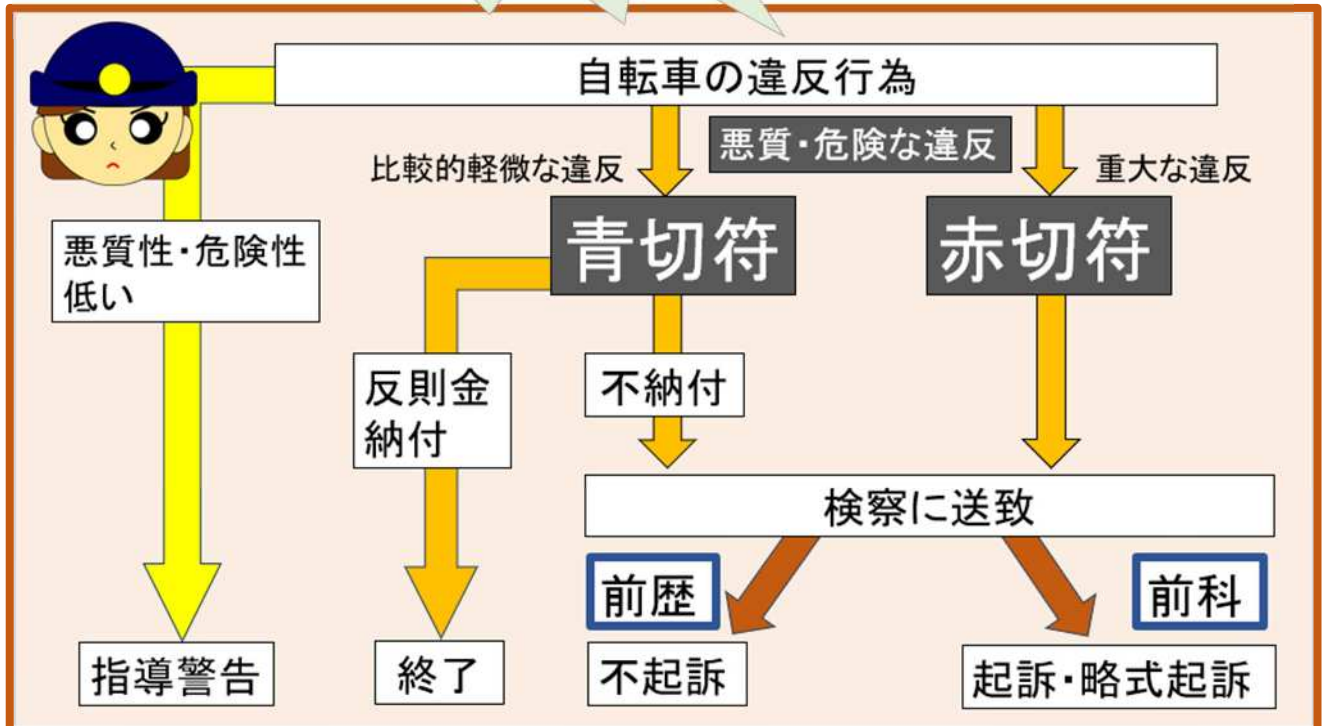 自転車の違反行為
悪質・危険な違反
比較的軽微な違反
重大な違反
青切符
赤切符
悪質性・危険性
低い
反則金
納付
不納付
検察に送致
前歴
前科
指導警告
終了
不起訴
起訴・略式起訴